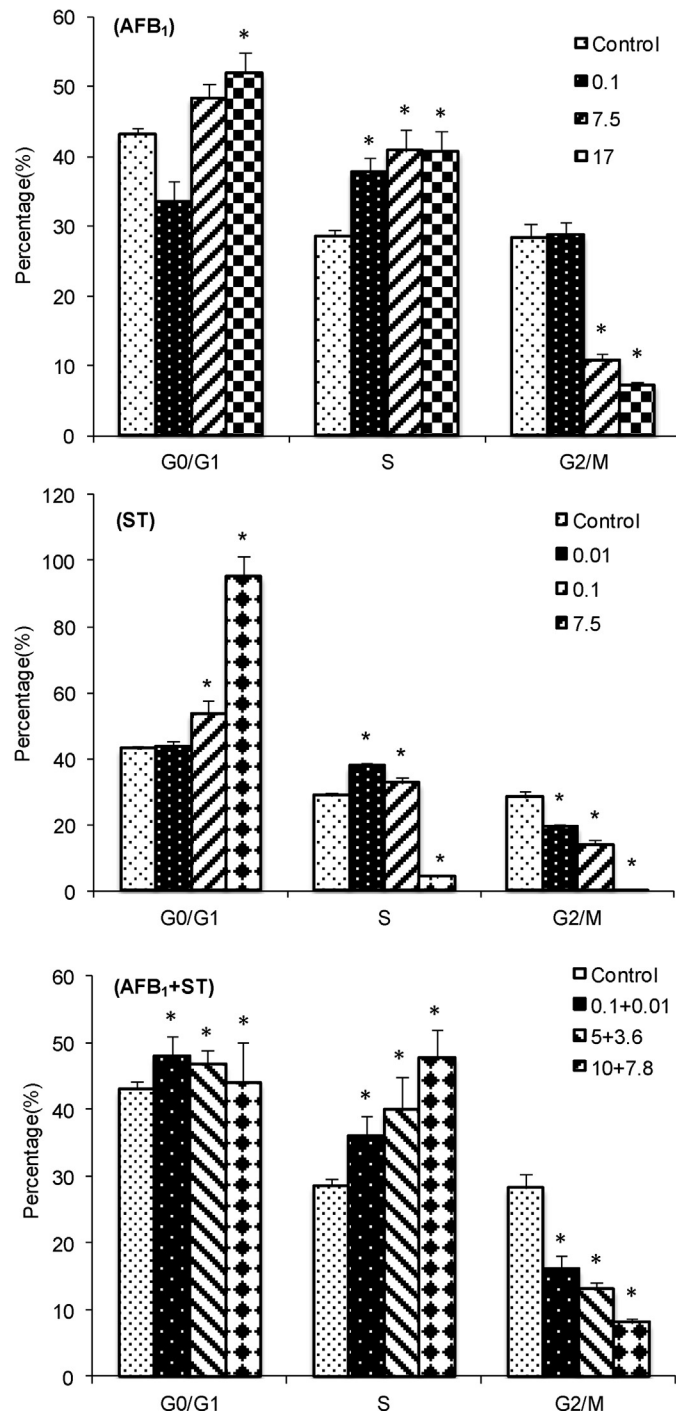 (AFB₁)
Percentage(%)
60
50
40
30
20
10
0
Control
0.1
7.5
17
*
* * *
* *
G0/G1 S G2/M
(ST)
Percentage(%)
120
100
80
60
40
20
0
Control
0.01
0.1
7.5
* *
* * *
* * *
G0/G1 S G2/M
(AFB₁+ST)
Percentage(%)
60
50
40
30
20
10
0
Control
0.1+0.01
5+3.6
10+7.8
* * *
* * *
* * *
G0/G1 S G2/M